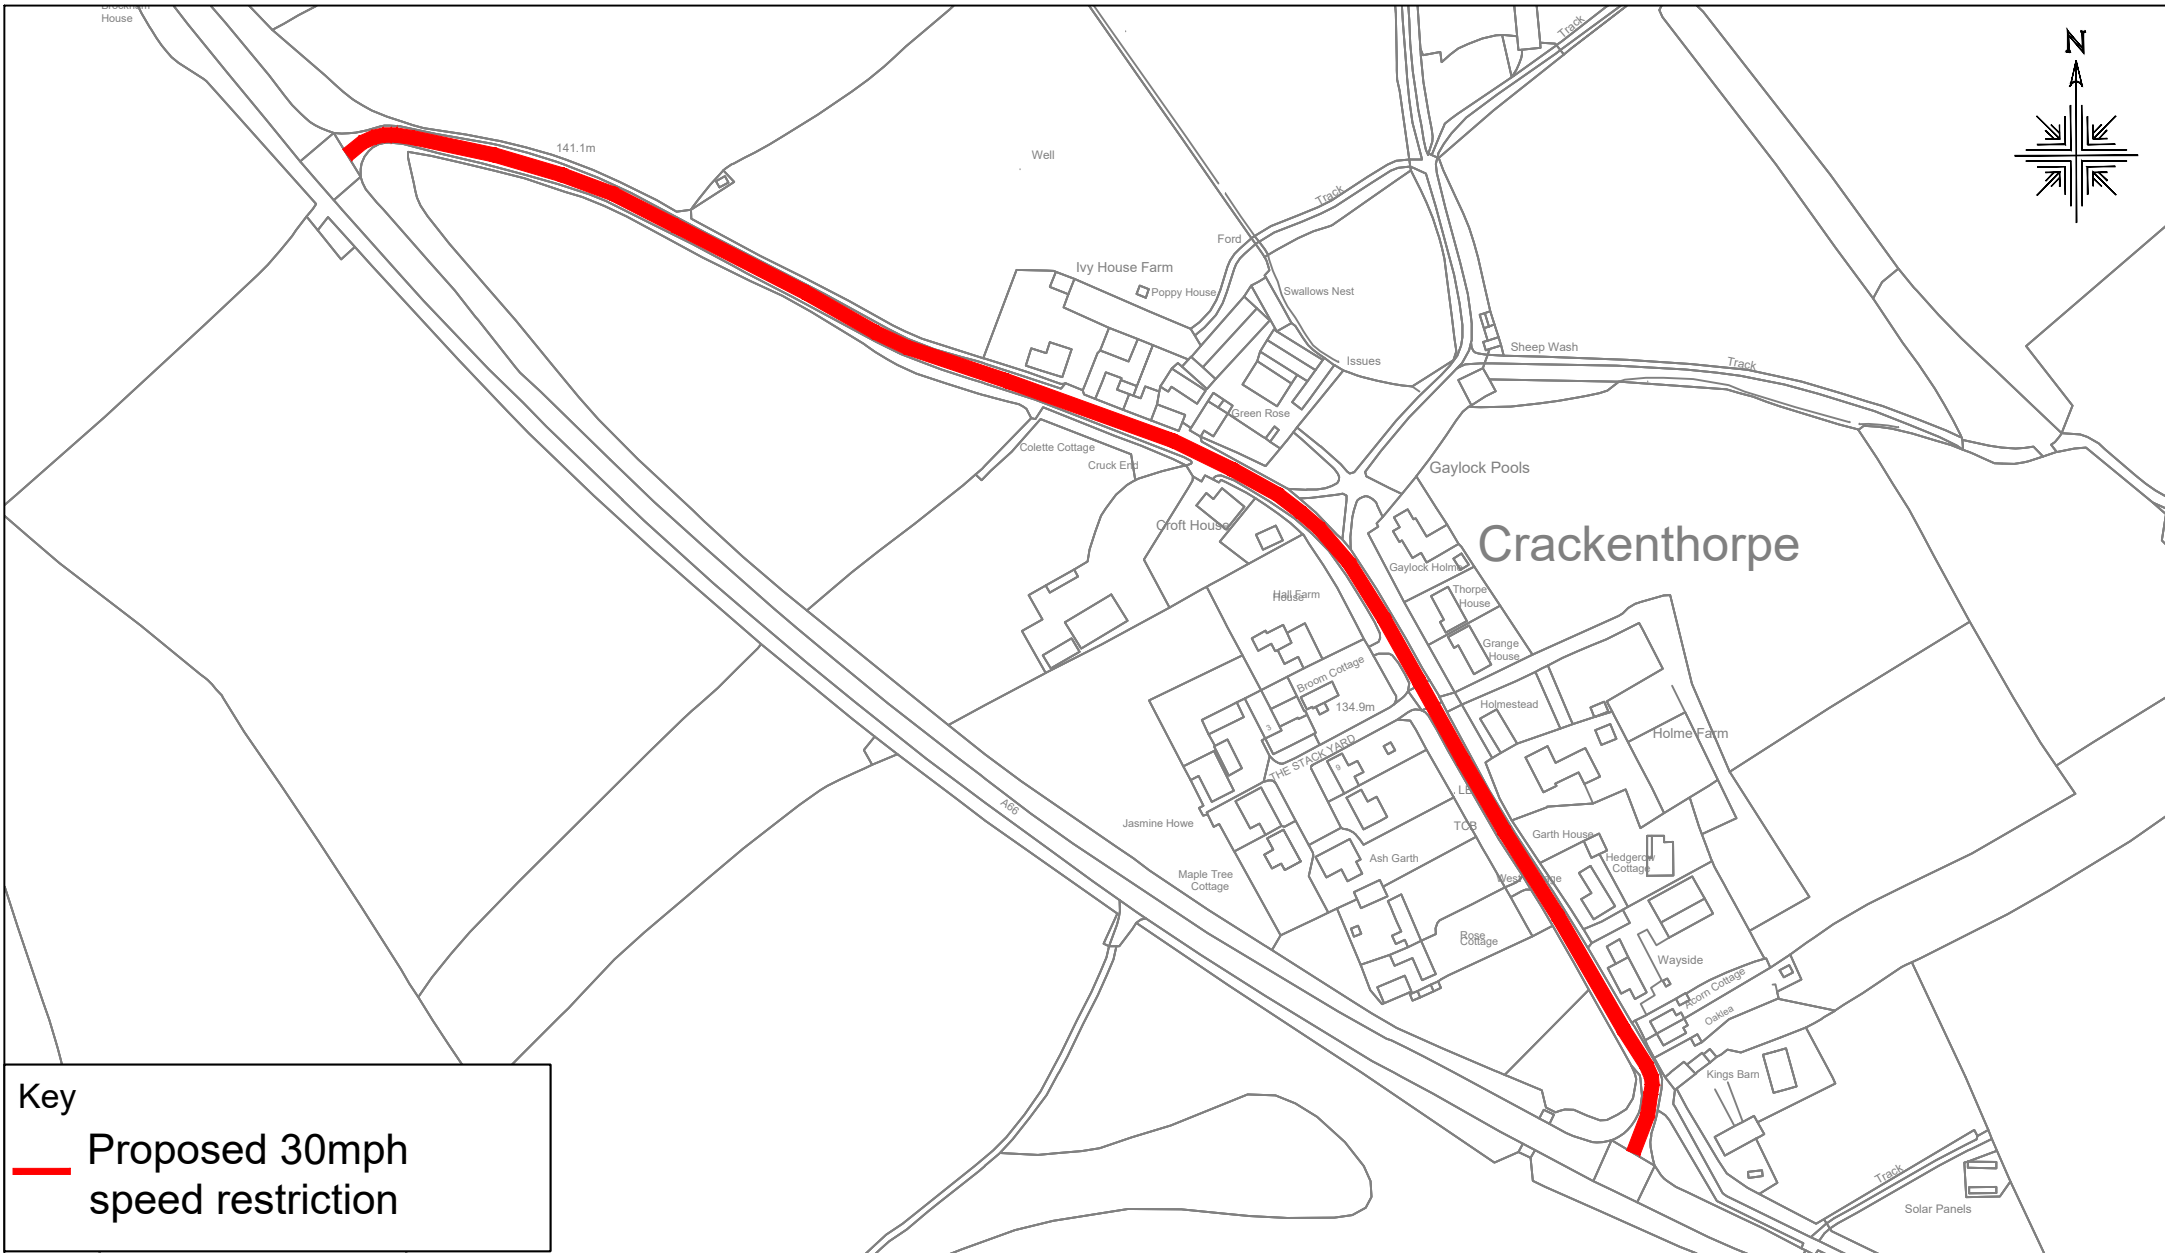 House
N
Track
141.1m
Well
Track
Ford
Ivy House Farm
Poppy House
Swallows Nest
Sheep Wash
Issues
Track
Green Rose
Colette Cottage
Cruck End
Gaylock Pools
Croft House
Crackenthorpe
Gaylock Holme
Thorpe
House
Hall Farm
House
Grange
House
Broom Cottage
134.9m
Holmestead
3
Holme Farm
THE STACK YARD
9
A66
LB
Jasmine Howe
TCB
Garth House
Ash Garth
Hedgerow
Cottage
Maple Tree
Cottage
Rose
Cottage
Wayside
Acorn Cottage
Oaklea
Kings Barn
Track
Solar Panels
Key
Proposed 30mph
speed restriction